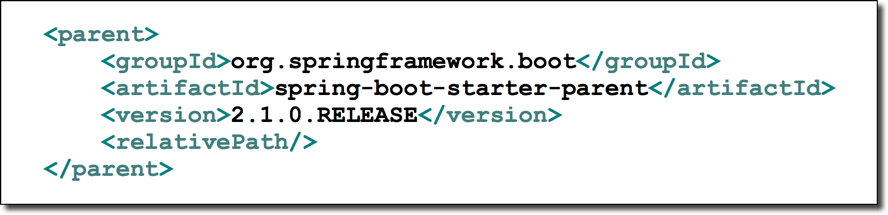 <parent>
    <groupId>org.springframework.boot</groupId>
    <artifactId>spring-boot-starter-parent</artifactId>
    <version>2.1.0.RELEASE</version>
    <relativePath/>
</parent>